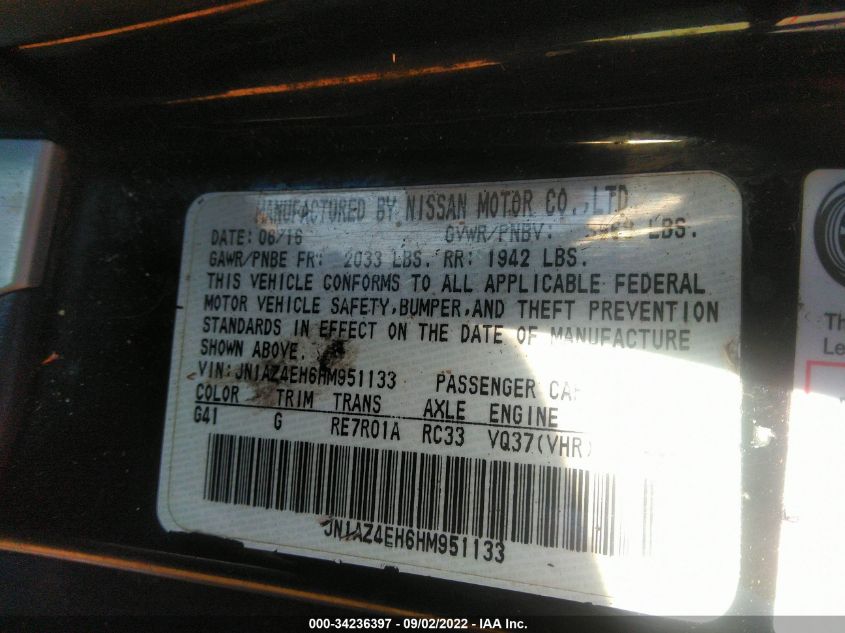 MANUFACTURED BY NISSAN MOTOR CO.,LTD.
DATE: 06/16 GVWR/PNBV: LBS.
GAWR/PNBE FR: 2033 LBS. RR: 1942 LBS.
THIS VEHICLE CONFORMS TO ALL APPLICABLE FEDERAL
MOTOR VEHICLE SAFETY,BUMPER,AND THEFT PREVENTION
STANDARDS IN EFFECT ON THE DATE OF MANUFACTURE
SHOWN ABOVE.
VIN:JN1AZ4EH6HM951133 PASSENGER CAR
COLOR TRIM TRANS AXLE ENGINE
G41 G RE7R01A RC33 VQ37(VHR)
JN1AZ4EH6HM951133
Th
Le
000-34236397 - 09/02/2022 - IAA Inc.